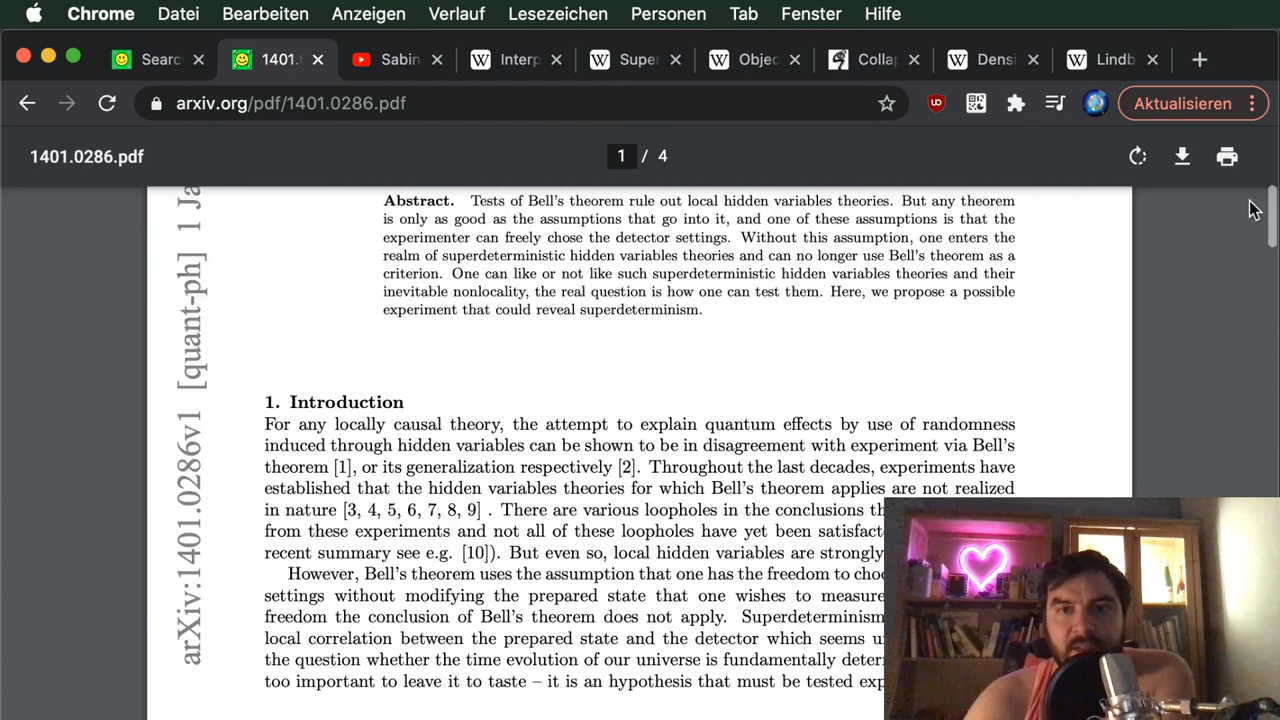 Chrome Datei Bearbeiten Anzeigen Verlauf Lesezeichen Personen Tab Fenster Hilfe
Searc 1401. Sabin Interp Super Objec Collap Densi Lindb
arxiv.org/pdf/1401.0286.pdf Aktualisieren
1401.0286.pdf 1 / 4
arXiv:1401.0286v1 [quant-ph] 1 Ja
Abstract. Tests of Bell's theorem rule out local hidden variables theories. But any theorem
is only as good as the assumptions that go into it, and one of these assumptions is that the
experimenter can freely chose the detector settings. Without this assumption, one enters the
realm of superdeterministic hidden variables theories and can no longer use Bell's theorem as a
criterion. One can like or not like such superdeterministic hidden variables theories and their
inevitable nonlocality, the real question is how one can test them. Here, we propose a possible
experiment that could reveal superdeterminism.
1. Introduction
For any locally causal theory, the attempt to explain quantum effects by use of randomness
induced through hidden variables can be shown to be in disagreement with experiment via Bell's
theorem [1], or its generalization respectively [2]. Throughout the last decades, experiments have
established that the hidden variables theories for which Bell's theorem applies are not realized
in nature [3, 4, 5, 6, 7, 8, 9] . There are various loopholes in the conclusions th
from these experiments and not all of these loopholes have yet been satisfact
recent summary see e.g. [10]). But even so, local hidden variables are strongly
However, Bell's theorem uses the assumption that one has the freedom to choo
settings without modifying the prepared state that one wishes to measure
freedom the conclusion of Bell's theorem does not apply. Superdeterminism
local correlation between the prepared state and the detector which seems u
the question whether the time evolution of our universe is fundamentally deter
too important to leave it to taste – it is an hypothesis that must be tested exp